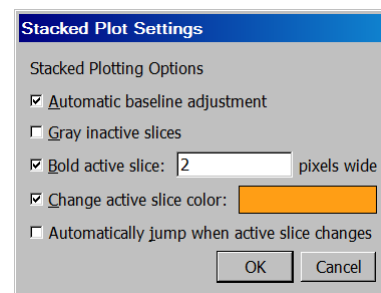 Stacked Plot Settings
Stacked Plotting Options
Automatic baseline adjustment
Gray inactive slices
Bold active slice: 2 pixels wide
Change active slice color:
Automatically jump when active slice changes
OK Cancel